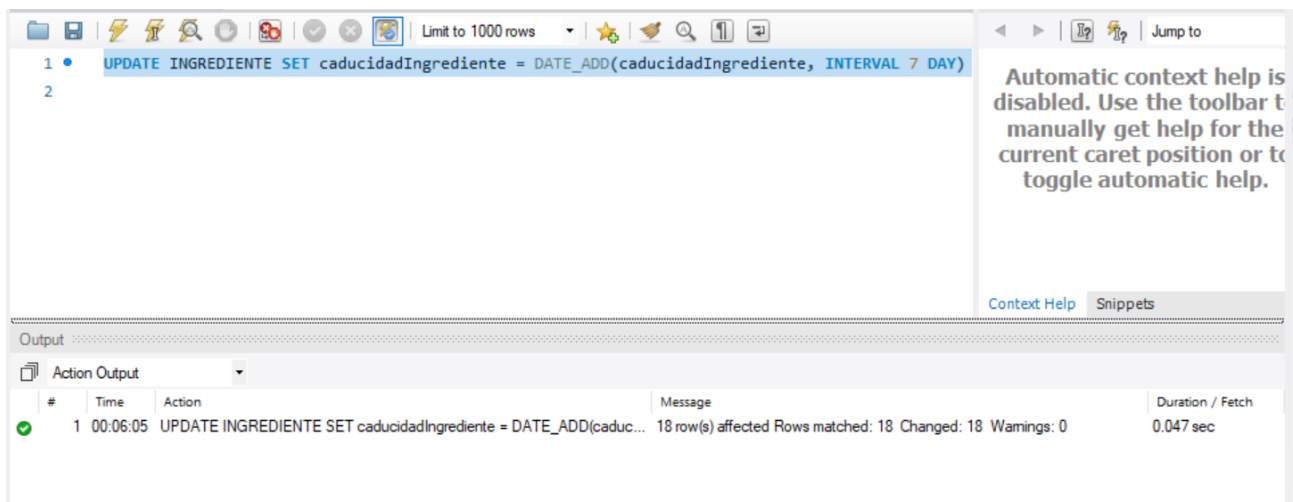 Limit to 1000 rows
Jump to
1 UPDATE INGREDIENTE SET caducidadIngrediente = DATE_ADD(caducidadIngrediente, INTERVAL 7 DAY)
2
Automatic context help is
disabled. Use the toolbar t
manually get help for the
current caret position or to
toggle automatic help.
Context Help Snippets
Output
Action Output
# Time Action Message Duration / Fetch
1 00:06:05 UPDATE INGREDIENTE SET caducidadIngrediente = DATE_ADD(caduc... 18 row(s) affected Rows matched: 18 Changed: 18 Warnings: 0 0.047 sec